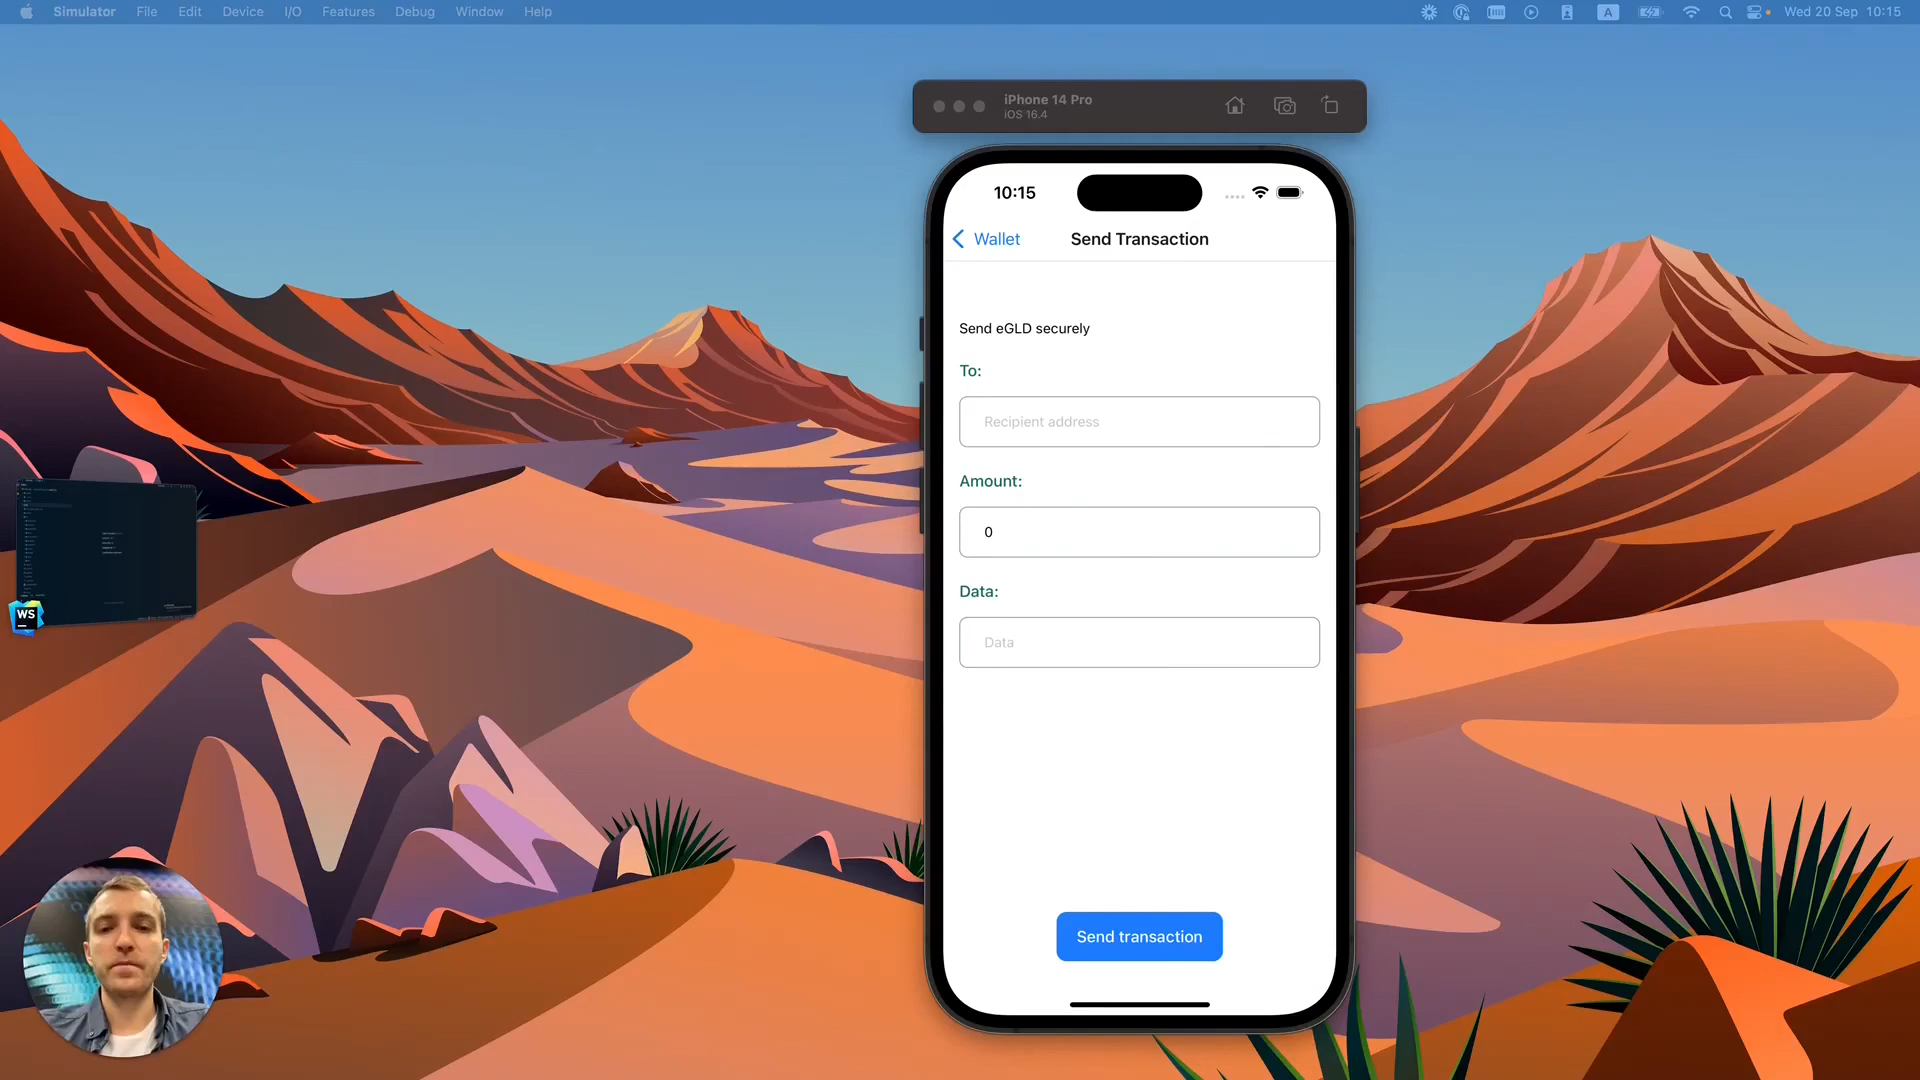 Simulator File Edit Device I/O Features Debug Window Help
A
Wed 20 Sep 10:15
iPhone 14 Pro
iOS 16.4
10:15
Wallet
Send Transaction
Send eGLD securely
To:
Recipient address
Amount:
0
Data:
Data
Send transaction
WS